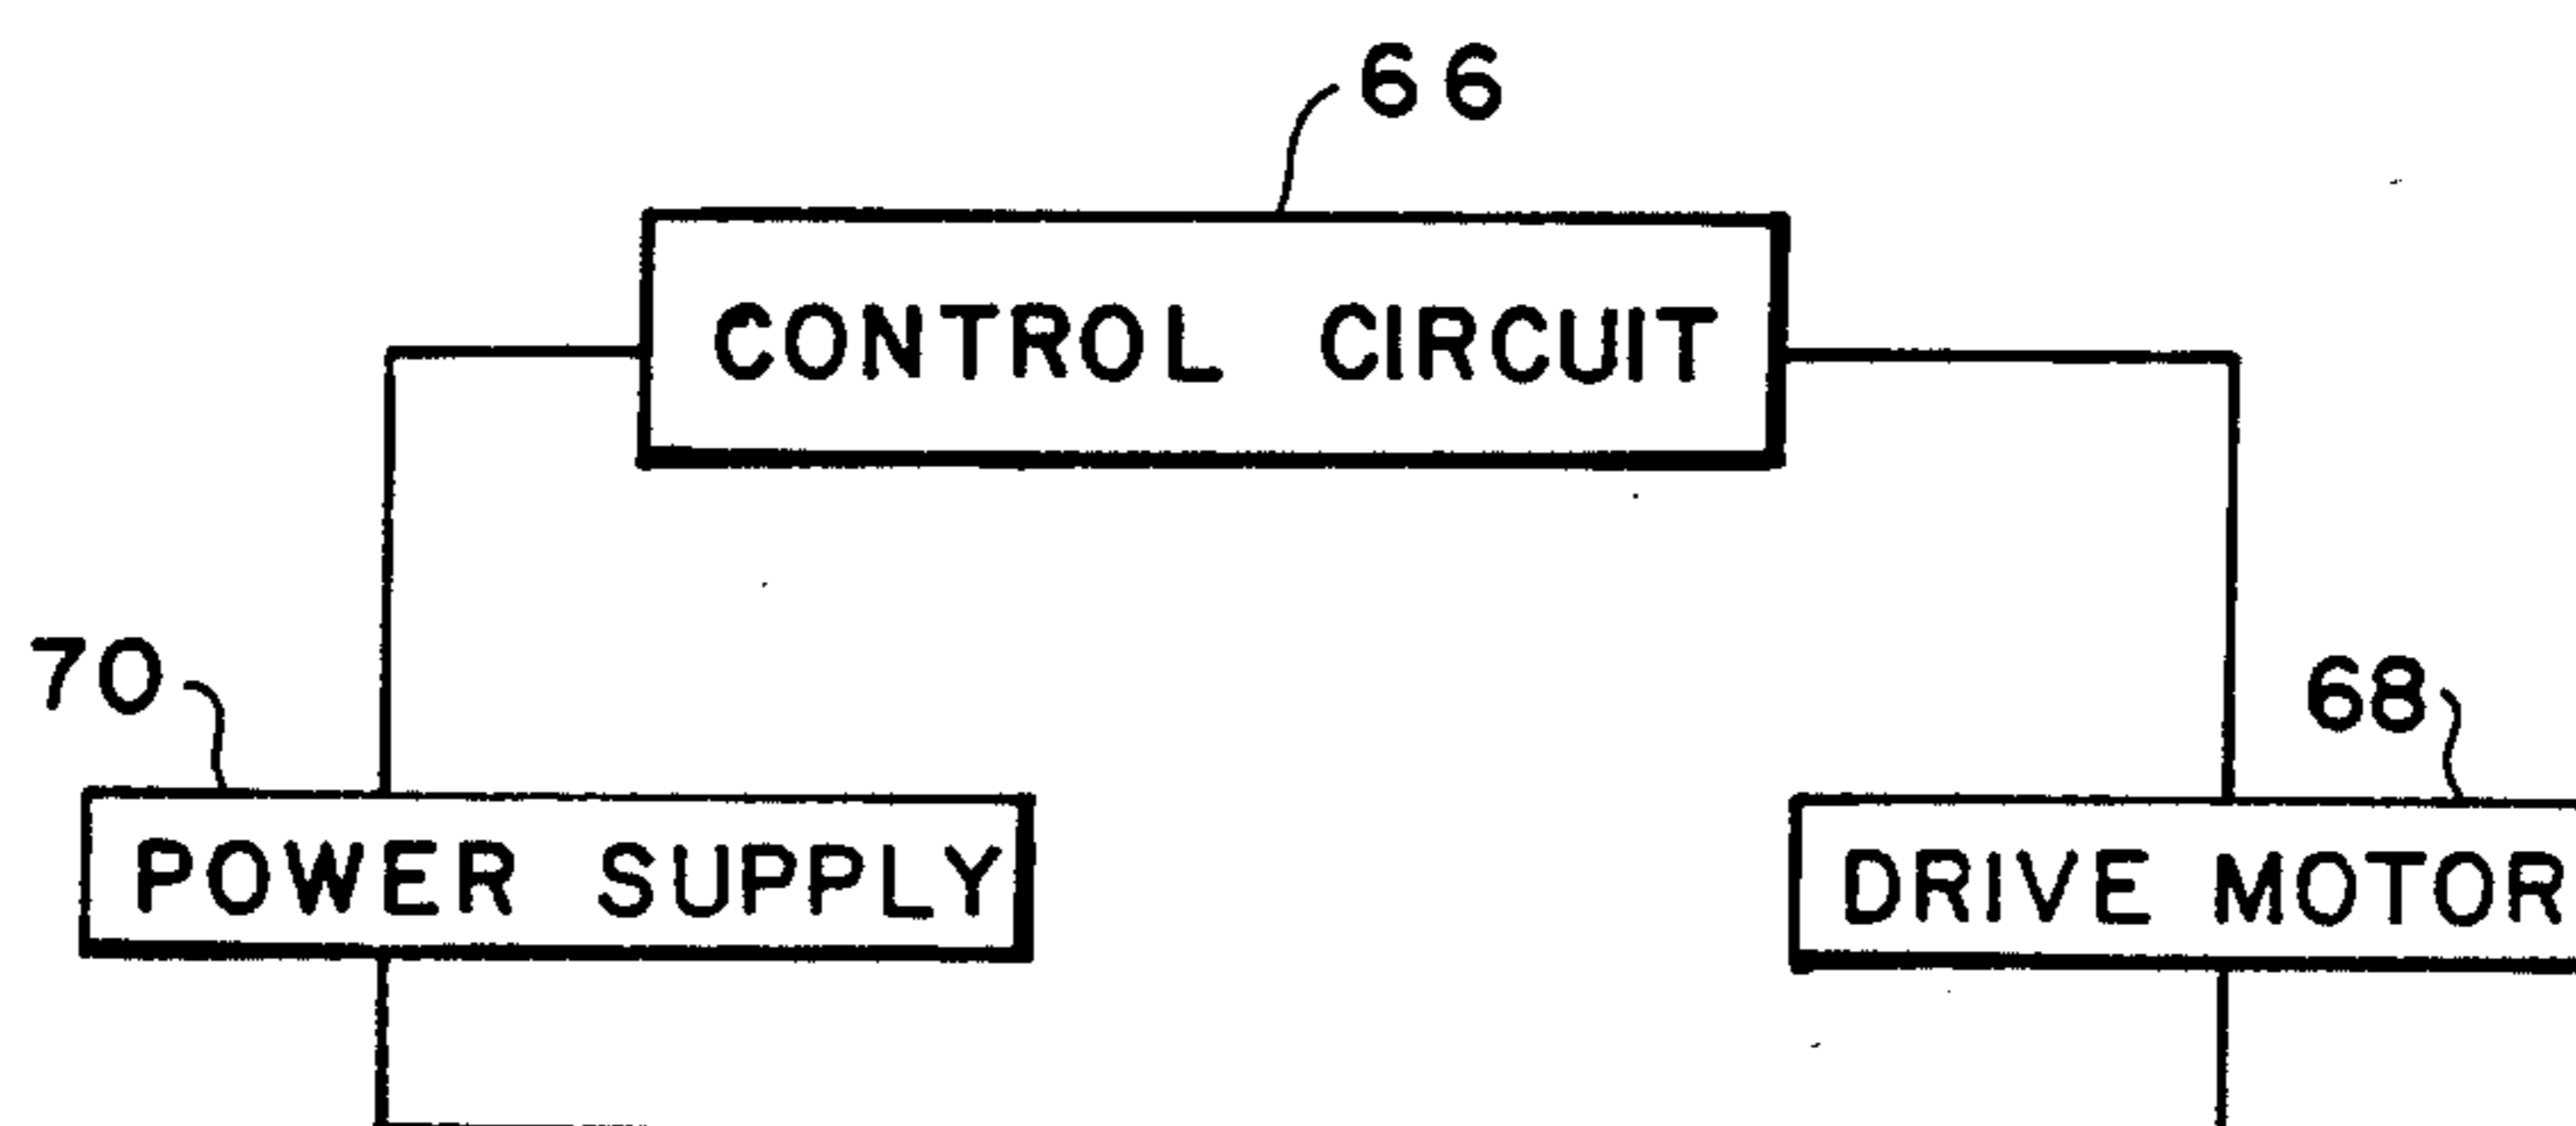 66
CONTROL CIRCUIT
70
68
POWER SUPPLY
DRIVE MOTOR